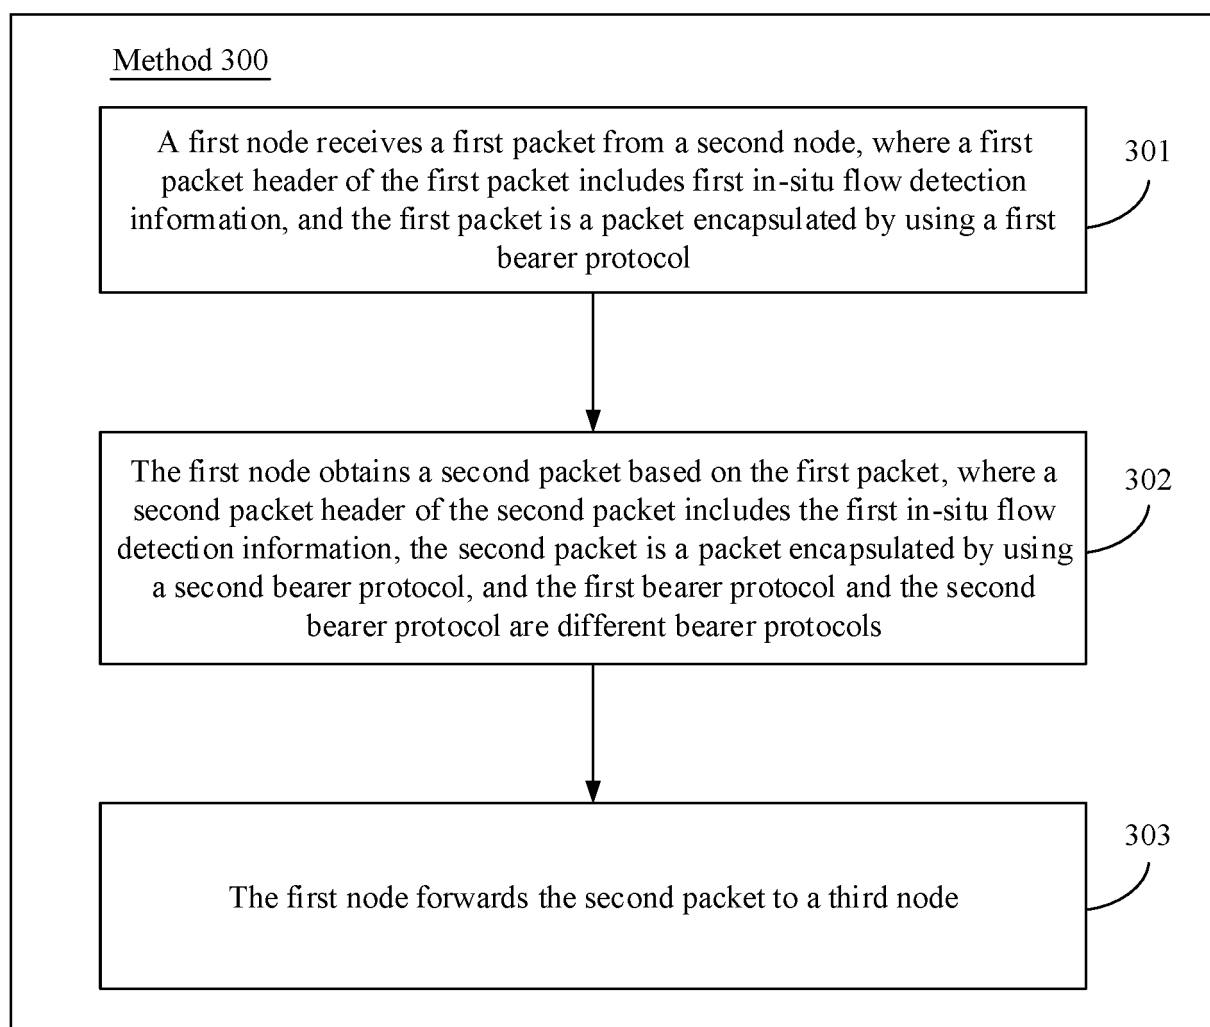 Method 300
A first node receives a first packet from a second node, where a first
packet header of the first packet includes first in-situ flow detection
information, and the first packet is a packet encapsulated by using a first
bearer protocol
301
The first node obtains a second packet based on the first packet, where a
second packet header of the second packet includes the first in-situ flow
detection information, the second packet is a packet encapsulated by using
a second bearer protocol, and the first bearer protocol and the second
bearer protocol are different bearer protocols
302
The first node forwards the second packet to a third node
303